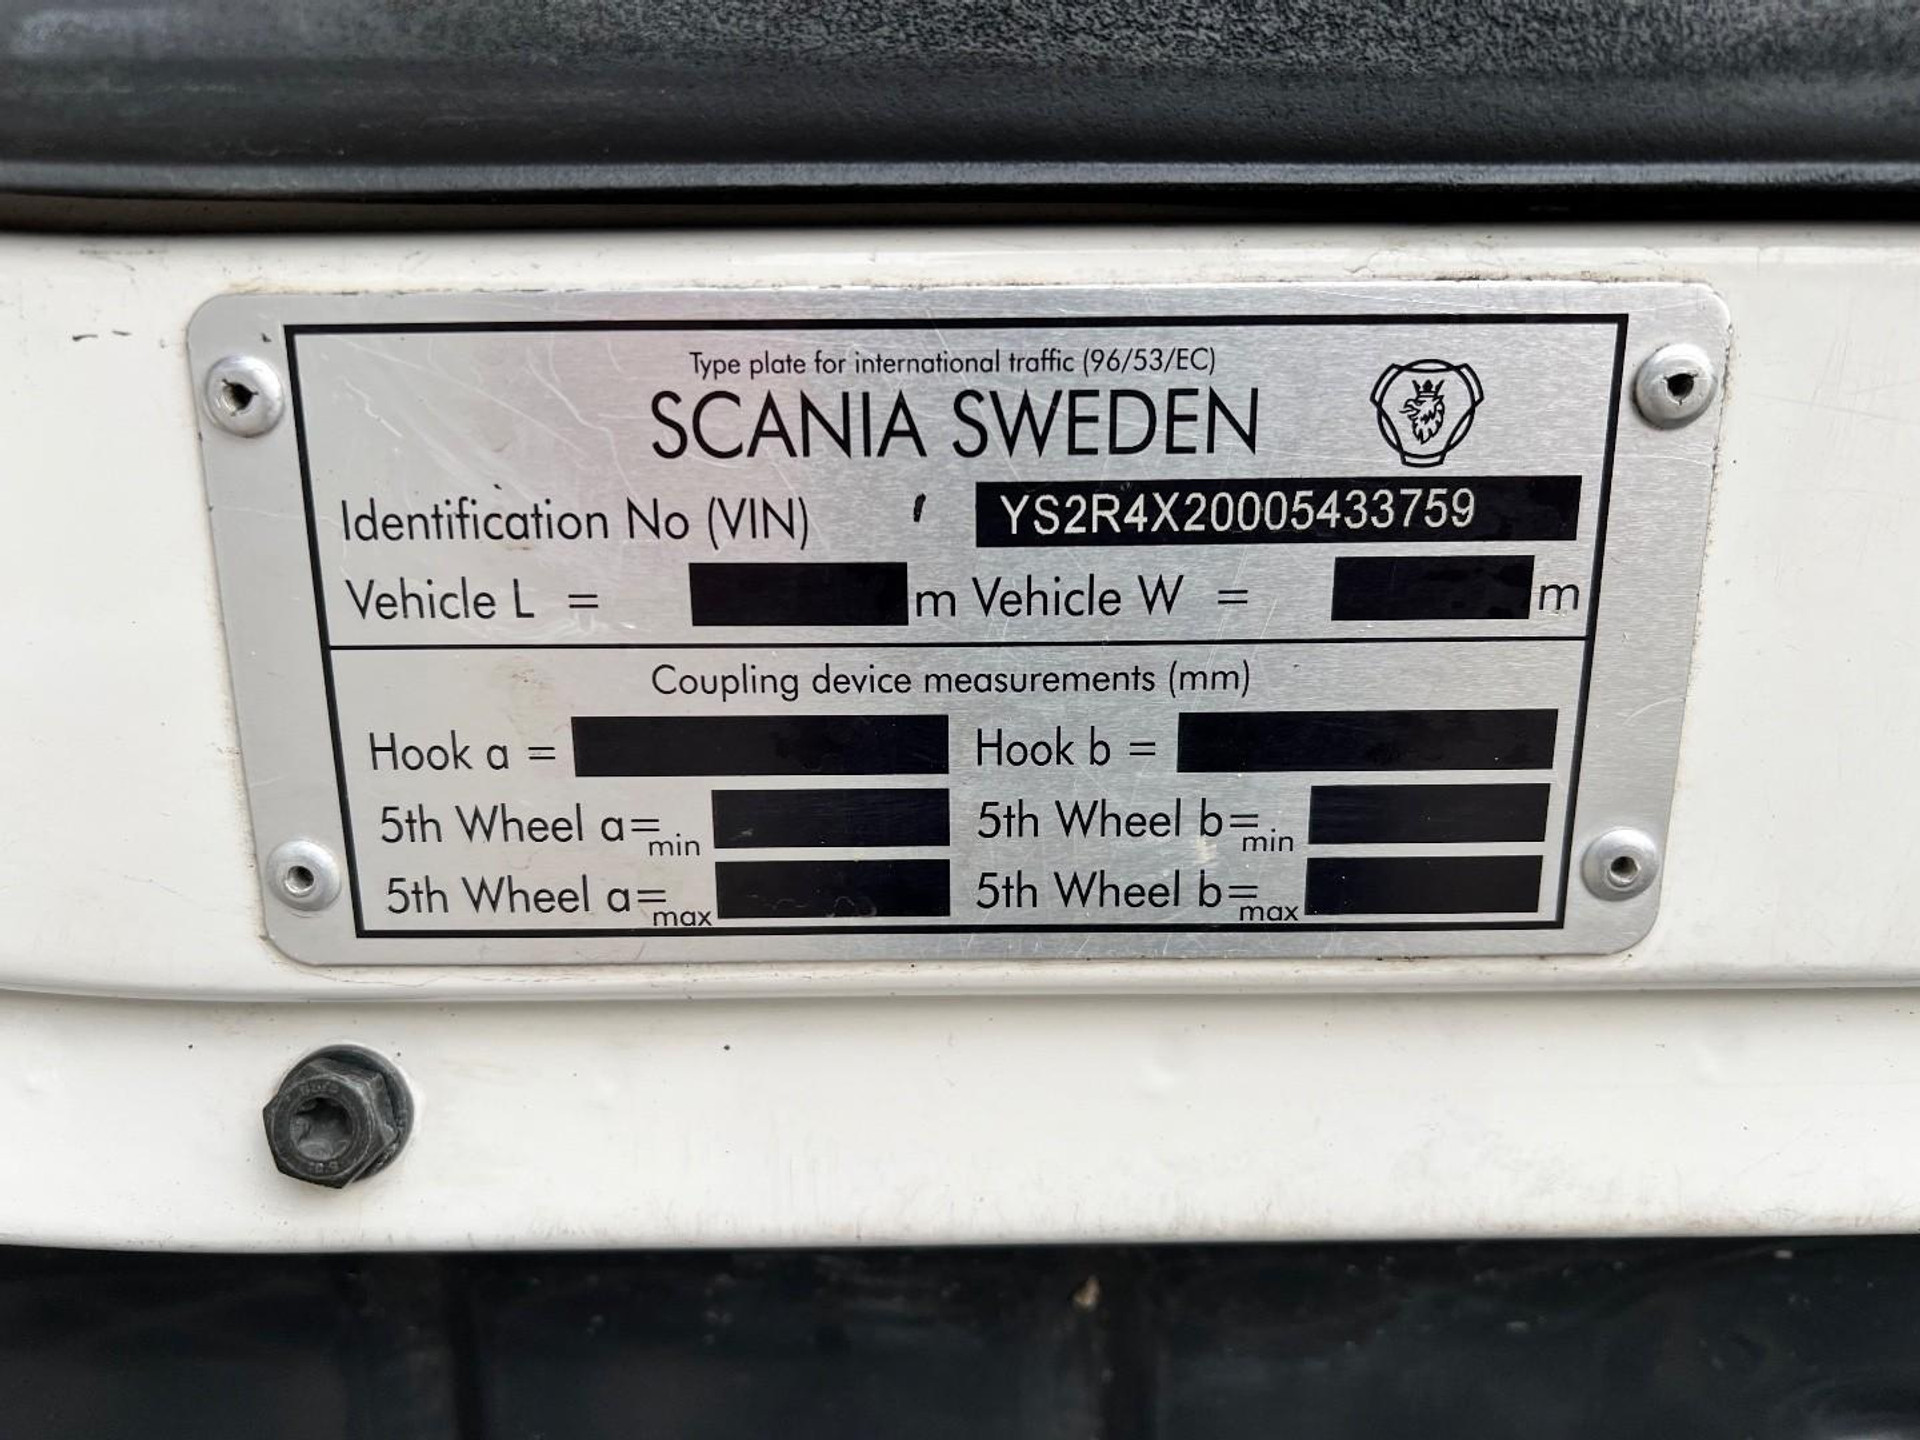 Type plate for international traffic (96/53/EC)
SCANIA SWEDEN
Identification No (VIN) YS2R4X20005433759
Vehicle L = m Vehicle W = m
Coupling device measurements (mm)
Hook a = Hook b =
5th Wheel a=min 5th Wheel b=min
5th Wheel a=max 5th Wheel b=max